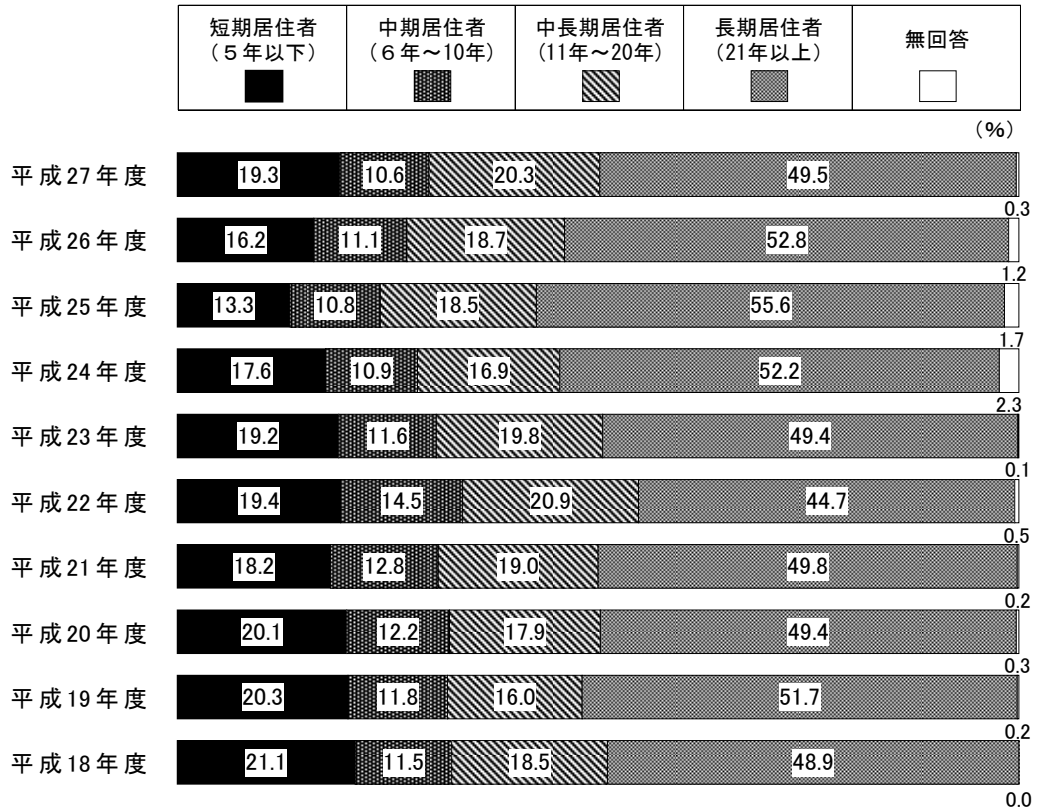 短期居住者
（５年以下）
中期居住者
（６年～10年）
中長期居住者
（11年～20年）
長期居住者
（21年以上）
無回答
（%）
平成27年度 19.3 10.6 20.3 49.5
0.3
平成26年度 16.2 11.1 18.7 52.8
1.2
平成25年度 13.3 10.8 18.5 55.6
1.7
平成24年度 17.6 10.9 16.9 52.2
2.3
平成23年度 19.2 11.6 19.8 49.4
0.1
平成22年度 19.4 14.5 20.9 44.7
0.5
平成21年度 18.2 12.8 19.0 49.8
0.2
平成20年度 20.1 12.2 17.9 49.4
0.3
平成19年度 20.3 11.8 16.0 51.7
0.2
平成18年度 21.1 11.5 18.5 48.9
0.0